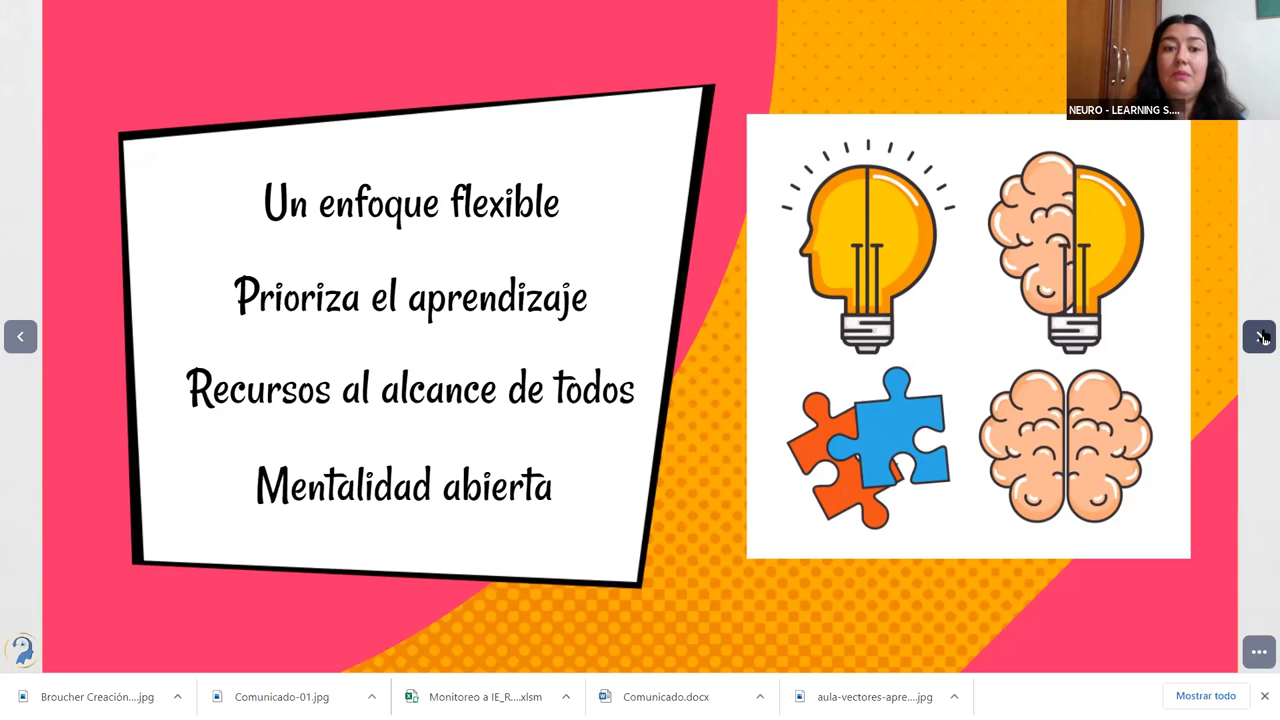 NEURO - LEARNING S....
Un enfoque flexible
Prioriza el aprendizaje
Recursos al alcance de todos
Mentalidad abierta
Broucher Creación....jpg
Comunicado-01.jpg
Monitoreo a IE_R....xlsm
Comunicado.docx
aula-vectores-apre....jpg
Mostrar todo